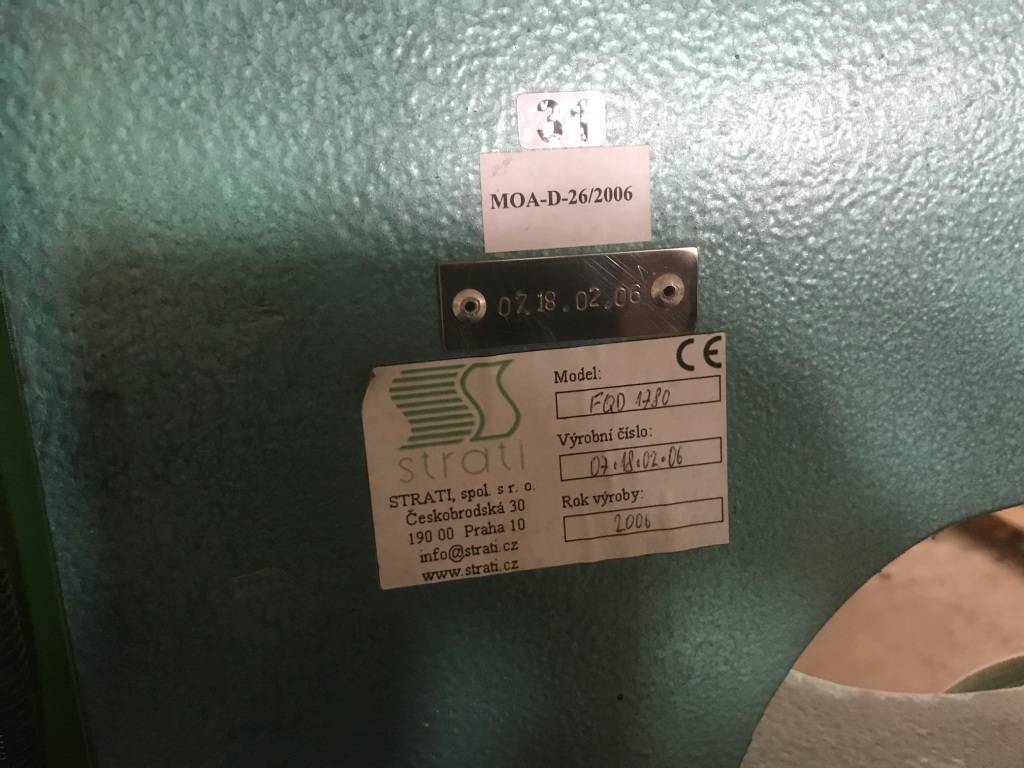 31
MOA-D-26/2006
07.18.02.06
CE
strati
STRATI, spol. s r. o.
Českobrodská 30
190 00 Praha 10
info@strati.cz
www.strati.cz
Model:
FQD 1780
Výrobní číslo:
07.18.02.06
Rok výroby:
2006